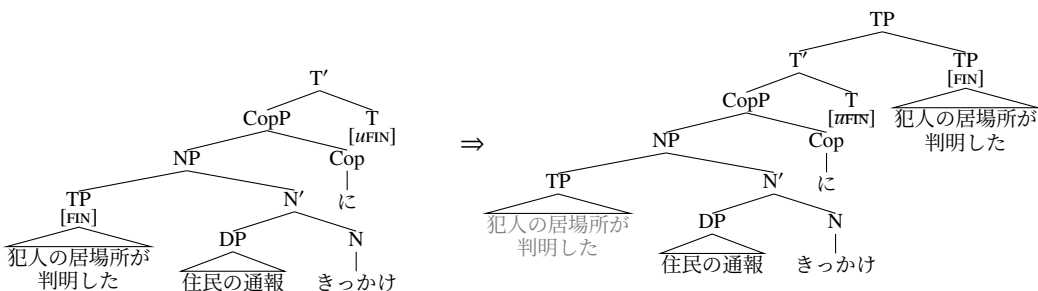 T′
CopP
T
[uFIN]
NP
Cop
に
TP
[FIN]
犯人の居場所が
判明した
N′
DP
住民の通報
N
きっかけ
⇒
TP
T′
TP
[FIN]
犯人の居場所が
判明した
CopP
T
[uFIN]
NP
Cop
に
TP
犯人の居場所が
判明した
N′
DP
住民の通報
N
きっかけ